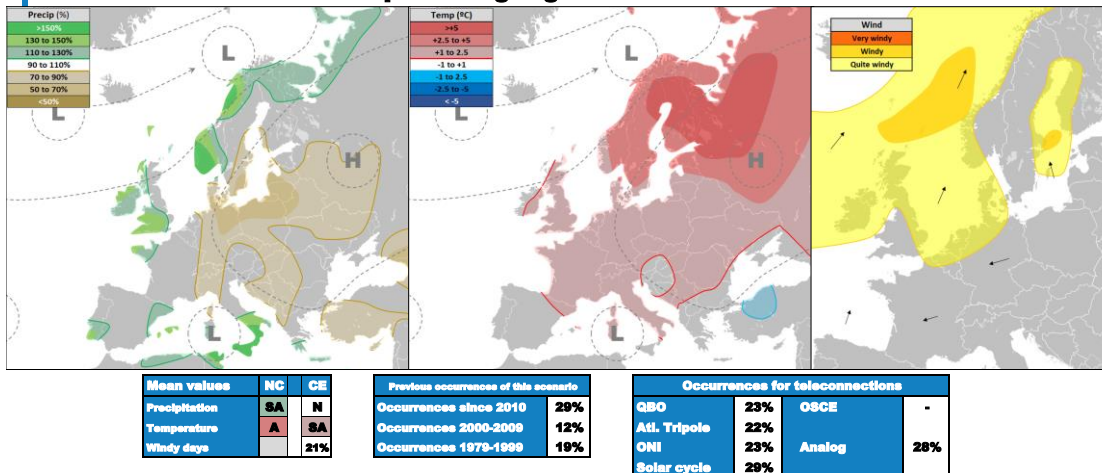 Precip (%)
>150%
130 to 150%
110 to 130%
90 to 110%
70 to 90%
50 to 70%
<50%
L
L
H
L
Temp (ºC)
>+5
+2.5 to +5
+1 to 2.5
-1 to +1
-1 to 2.5
-2.5 to -5
< -5
L
L
H
L
Wind
Very windy
Windy
Quite windy
Mean values NC CE
Precipitation SA N
Temperature A SA
Windy days 21%
Previous occurrences of this scenario
Occurrences since 2010 29%
Occurrences 2000-2009 12%
Occurrences 1979-1999 19%
Occurrences for teleconnections
QBO 23% OSCE -
Atl. Tripole 22%
ONI 23% Analog 28%
Solar cycle 29%